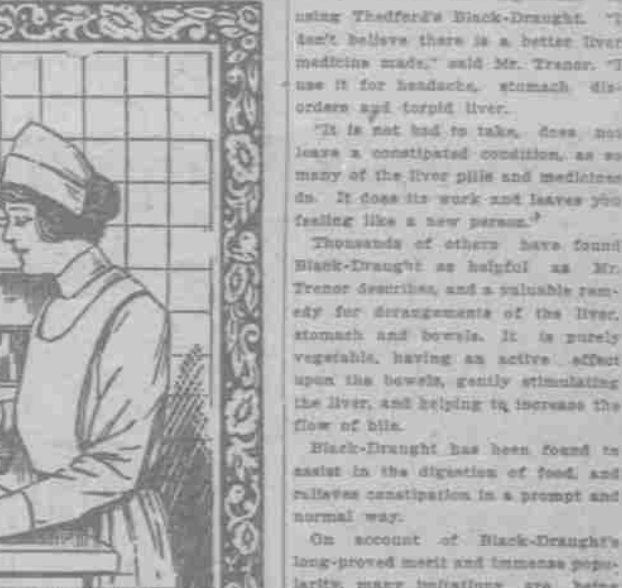 using Thedford's Black-Draught. "I
don't believe there is a better liver
medicine made," said Mr. Trenor. "I
use it for headache, stomach dis-
orders and torpid liver.
"It is not bad to take, does not
leave a constipated condition, as so
many of the liver pills and medicines
do. It does its work and leaves you
feeling like a new person."
Thousands of others have found
Black-Draught as helpful as Mr.
Trenor describes, and a valuable rem-
edy for derangements of the liver,
stomach and bowels. It is purely
vegetable, having an active effect
upon the bowels, gently stimulating
the liver, and helping to increase the
flow of bile.
Black-Draught has been found to
assist in the digestion of food, and
relieves constipation in a prompt and
normal way.
On account of Black-Draught's
long-proved merit and immense popu-
larity, many imitations are being